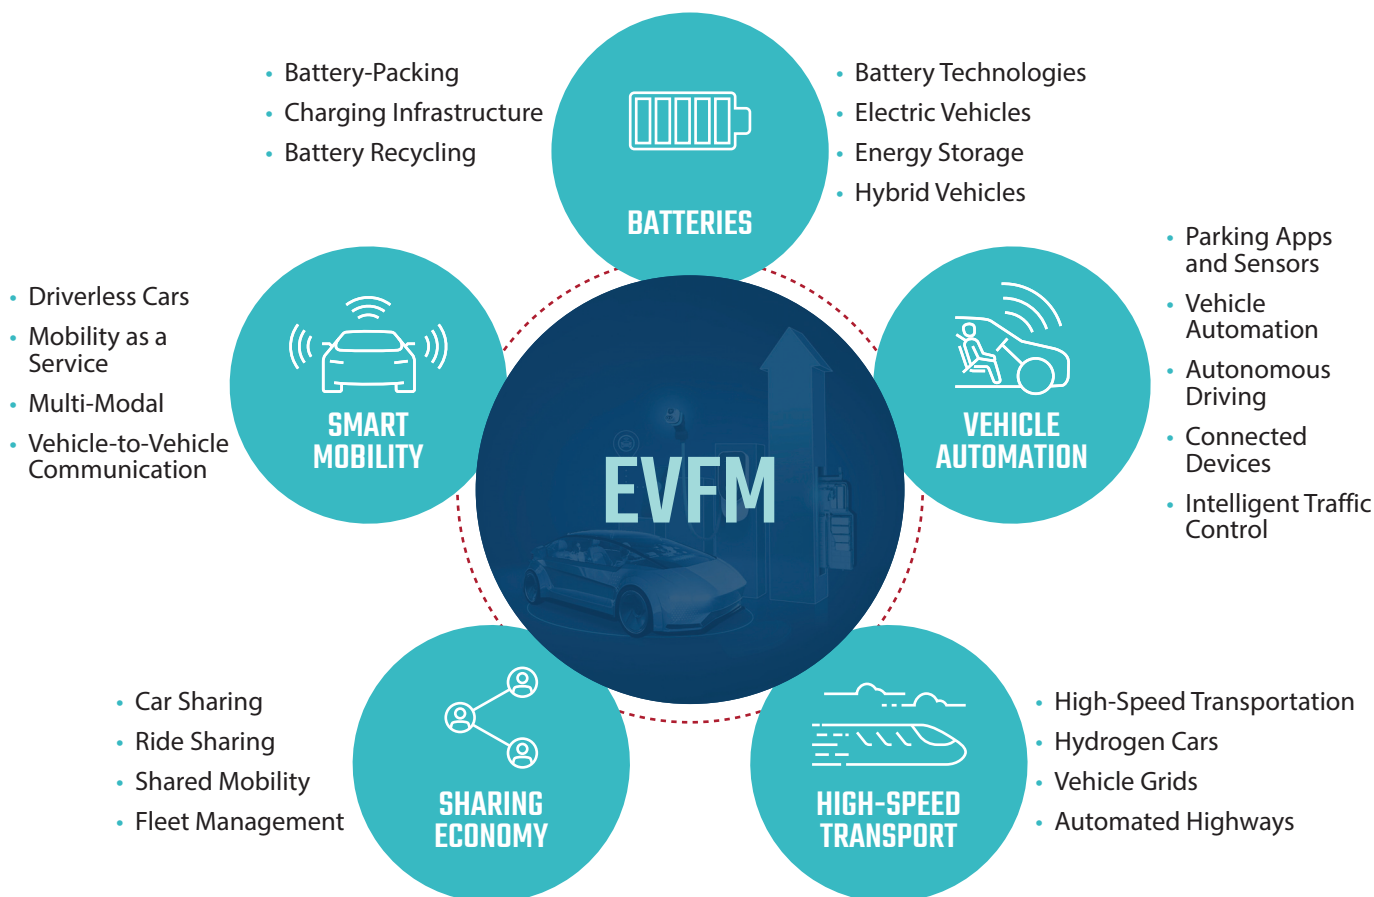 • Battery-Packing
• Charging Infrastructure
• Battery Recycling
BATTERIES
• Battery Technologies
• Electric Vehicles
• Energy Storage
• Hybrid Vehicles
• Driverless Cars
• Mobility as a
Service
• Multi-Modal
• Vehicle-to-Vehicle
Communication
SMART
MOBILITY
EVFM
VEHICLE
AUTOMATION
• Parking Apps
and Sensors
• Vehicle
Automation
• Autonomous
Driving
• Connected
Devices
• Intelligent Traffic
Control
• Car Sharing
• Ride Sharing
• Shared Mobility
• Fleet Management
SHARING
ECONOMY
HIGH-SPEED
TRANSPORT
• High-Speed Transportation
• Hydrogen Cars
• Vehicle Grids
• Automated Highways